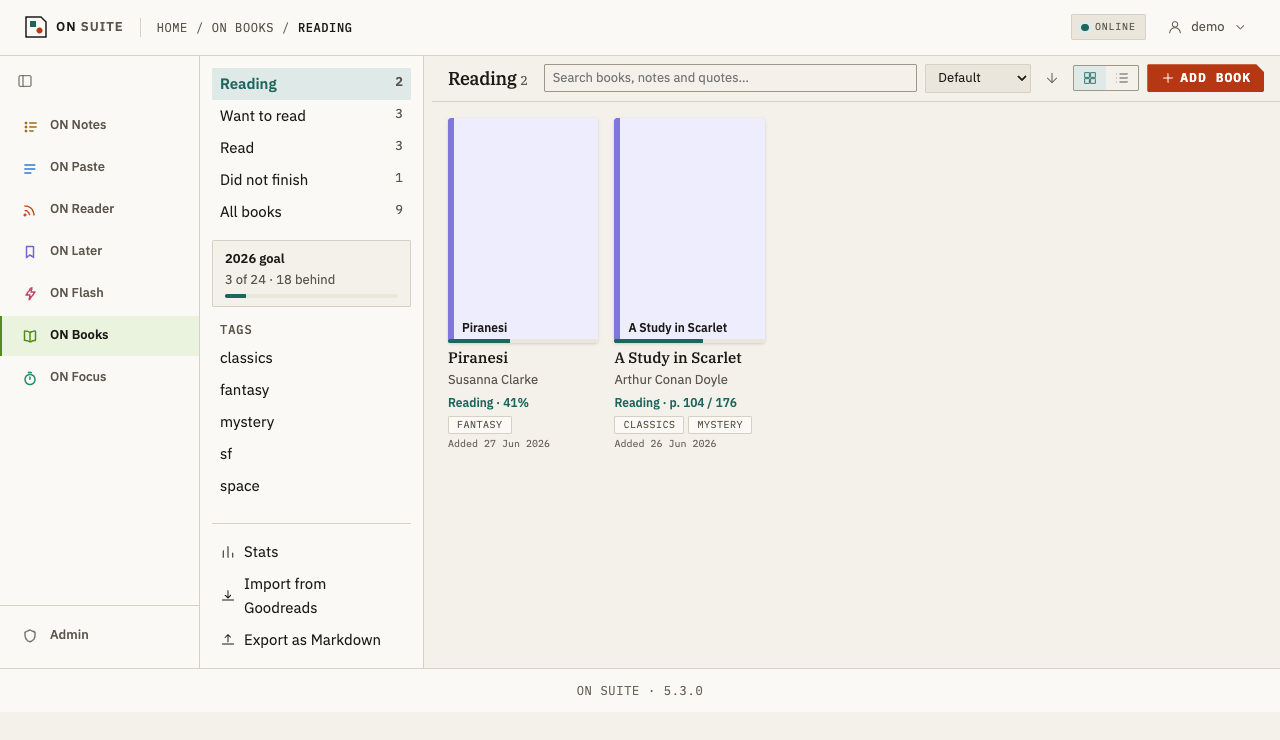 ON SUITE
HOME / ON BOOKS / READING
ONLINE
demo
ON Notes
ON Paste
ON Reader
ON Later
ON Flash
ON Books
ON Focus
Admin
Reading 2
Want to read 3
Read 3
Did not finish 1
All books 9
2026 goal
3 of 24 · 18 behind
TAGS
classics
fantasy
mystery
sf
space
Stats
Import from
Goodreads
Export as Markdown
Reading 2
Search books, notes and quotes...
Default
ADD BOOK
Piranesi
Piranesi
Susanna Clarke
Reading · 41%
FANTASY
Added 27 Jun 2026
A Study in Scarlet
A Study in Scarlet
Arthur Conan Doyle
Reading · p. 104 / 176
CLASSICS MYSTERY
Added 26 Jun 2026
ON SUITE · 5.3.0